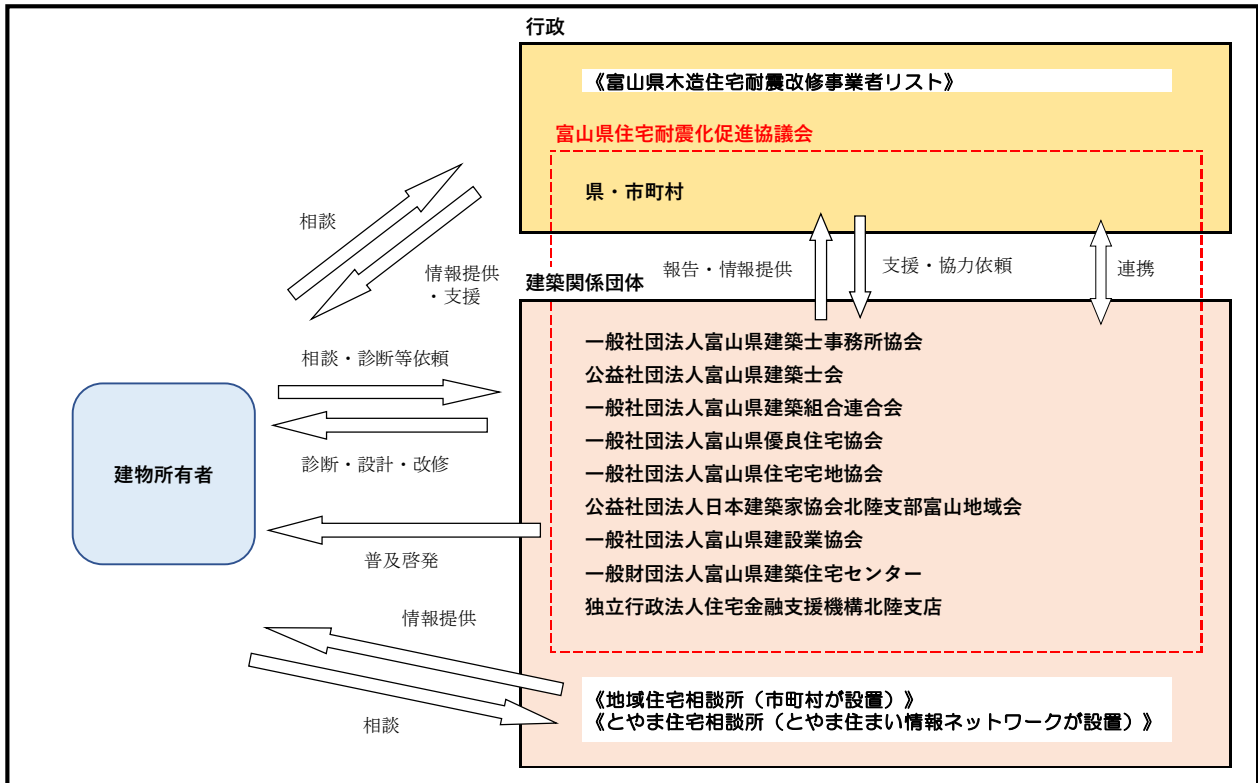 行政
《富山県木造住宅耐震改修事業者リスト》
富山県住宅耐震化促進協議会
県・市町村
相談
情報提供
・支援
報告・情報提供
支援・協力依頼
連携
建築関係団体
一般社団法人富山県建築士事務所協会
公益社団法人富山県建築士会
一般社団法人富山県建築組合連合会
一般社団法人富山県優良住宅協会
一般社団法人富山県住宅宅地協会
公益社団法人日本建築家協会北陸支部富山地域会
一般社団法人富山県建設業協会
一般財団法人富山県建築住宅センター
独立行政法人住宅金融支援機構北陸支店
相談・診断等依頼
診断・設計・改修
建物所有者
普及啓発
情報提供
相談
《地域住宅相談所（市町村が設置）》
《とやま住宅相談所（とやま住まい情報ネットワークが設置）》